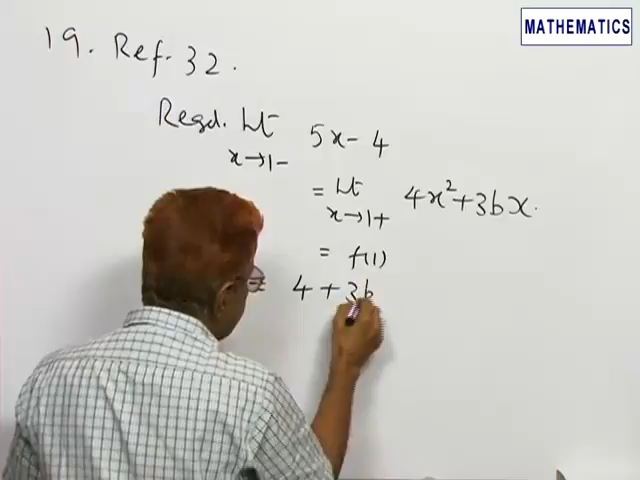 MATHEMATICS
19. Ref. 32.
Reqd. Lt 5x - 4
x→1-
= Lt 4x² + 3bx.
x→1+
= f(1)
= 4 + 3b